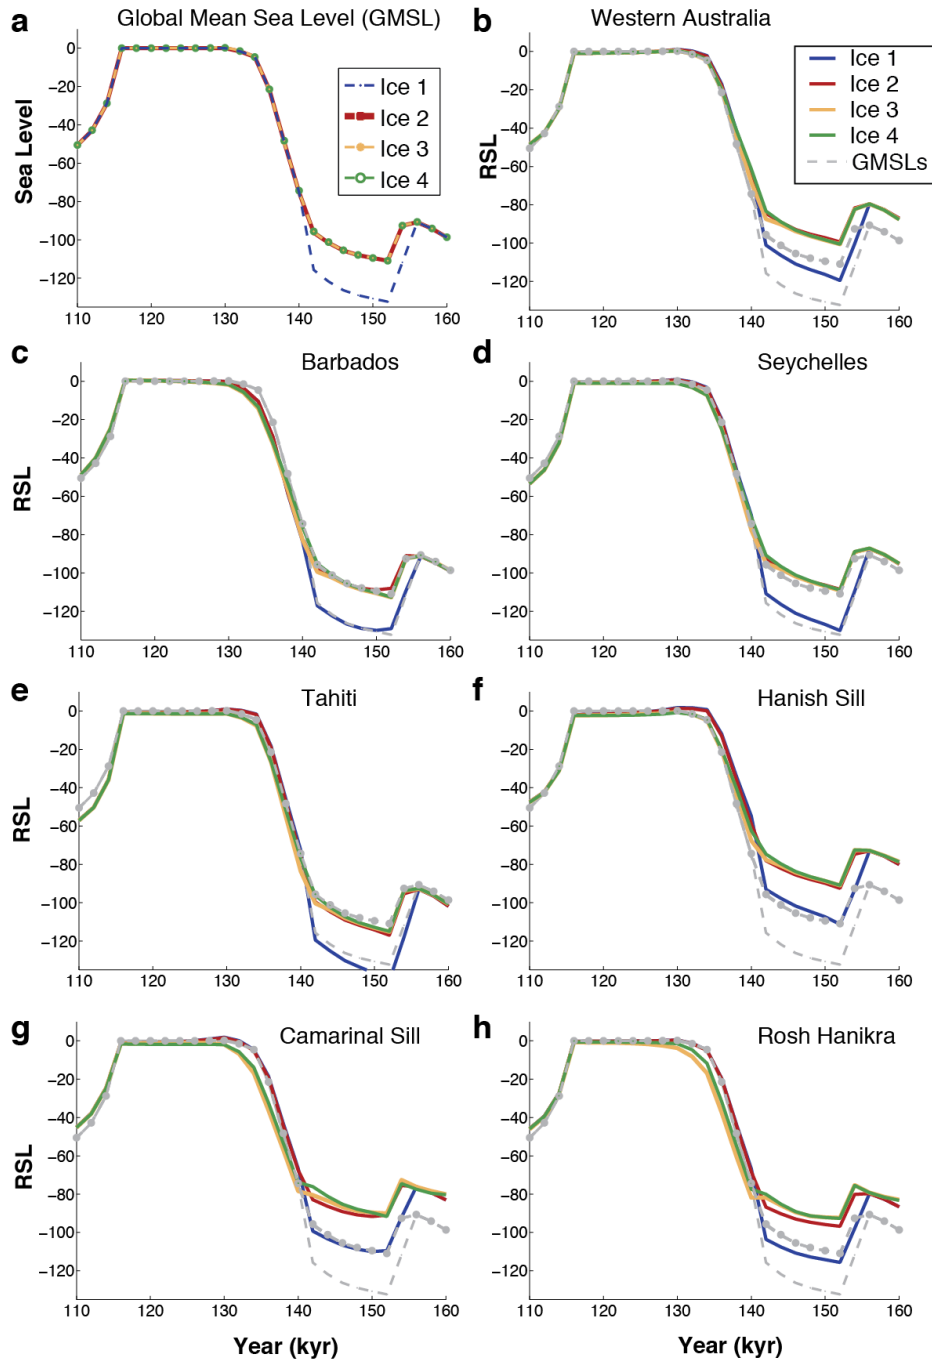 a Global Mean Sea Level (GMSL)
Sea Level
0
−20
−40
−60
−80
−100
−120
110 120 130 140 150 160
Ice 1
Ice 2
Ice 3
Ice 4
b Western Australia
RSL
0
−20
−40
−60
−80
−100
−120
110 120 130 140 150 160
Ice 1
Ice 2
Ice 3
Ice 4
GMSLs
c Barbados
RSL
0
−20
−40
−60
−80
−100
−120
110 120 130 140 150 160
d Seychelles
0
−20
−40
−60
−80
−100
−120
110 120 130 140 150 160
e Tahiti
RSL
0
−20
−40
−60
−80
−100
−120
110 120 130 140 150 160
f Hanish Sill
0
−20
−40
−60
−80
−100
−120
110 120 130 140 150 160
g Camarinal Sill
RSL
0
−20
−40
−60
−80
−100
−120
110 120 130 140 150 160
Year (kyr)
h Rosh Hanikra
0
−20
−40
−60
−80
−100
−120
110 120 130 140 150 160
Year (kyr)